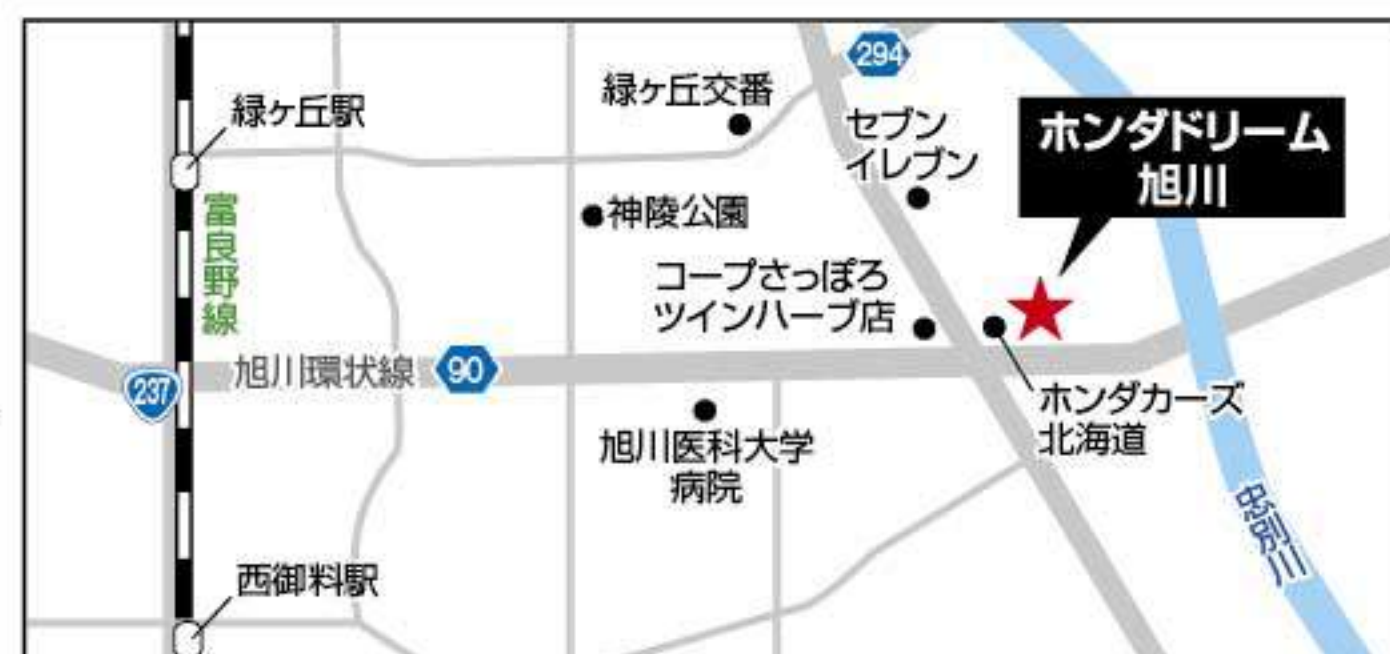 294
緑ヶ丘交番
緑ヶ丘駅
セブン
イレブン
ホンダドリーム
旭川
富良野線
神陵公園
コープさっぽろ
ツインハーブ店
旭川環状線
90
237
ホンダカーズ
北海道
旭川医科大学
病院
忠別川
西御料駅